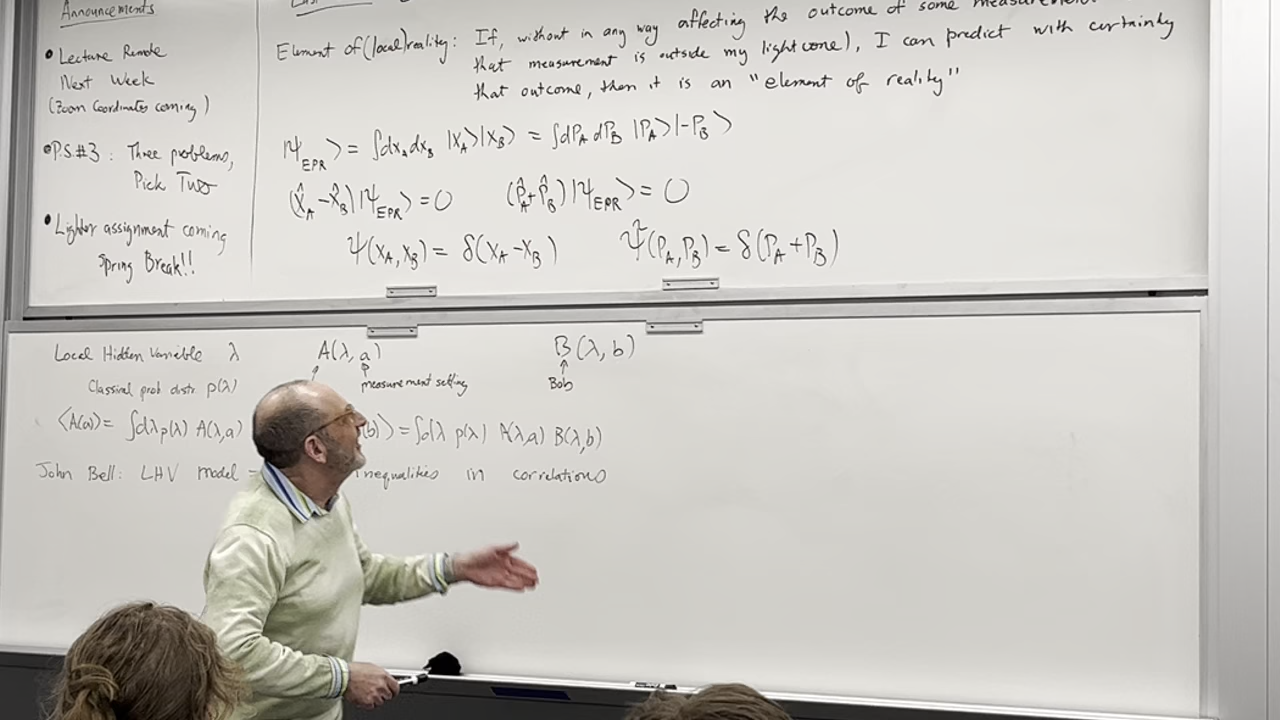 Announcements
• Lecture Remote
Next Week
(Zoom Coordinates coming)
• P.S.#3 : Three problems,
Pick Two
• Lighter assignment coming
Spring Break!!
Element of (local) reality: If, without in any way affecting the outcome of some measurement
that measurement is outside my lightcone), I can predict with certainty
that outcome, then it is an "element of reality"
|Ψ_EPR⟩ = ∫dx_A dx_B |x_A⟩|x_B⟩ = ∫dP_A dP_B |P_A⟩|-P_B⟩
(x̂_A - x̂_B)|Ψ_EPR⟩ = 0 (P̂_A + P̂_B)|Ψ_EPR⟩ = 0
Ψ(x_A, x_B) = δ(x_A - x_B) Ψ̃(P_A, P_B) = δ(P_A + P_B)
Local Hidden Variable λ A(λ, a) B(λ, b)
Classical prob distr. p(λ) measurement setting Bob
⟨A(a)⟩ = ∫dλ p(λ) A(λ,a) (b)⟩ = ∫dλ p(λ) A(λ,a) B(λ,b)
John Bell: LHV model inequalities in correlations